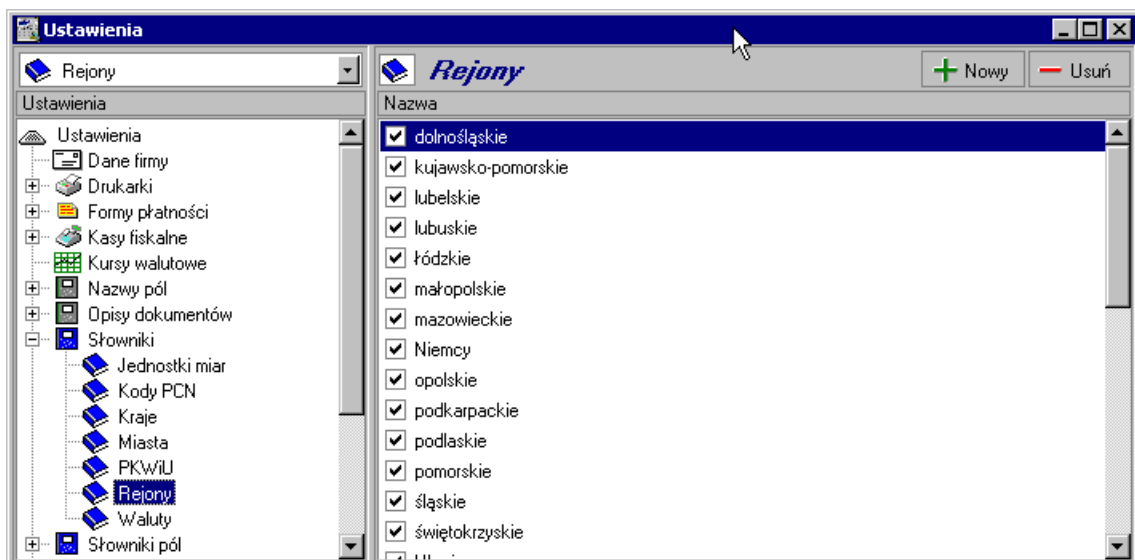 Ustawienia
Rejony
Ustawienia
Ustawienia
Dane firmy
Drukarki
Formy płatności
Kasy fiskalne
Kursy walutowe
Nazwy pól
Opisy dokumentów
Słowniki
Jednostki miar
Kody PCN
Kraje
Miasta
PKWiU
Rejony
Waluty
Słowniki pól
Rejony
Nowy
Usuń
Nazwa
dolnośląskie
kujawsko-pomorskie
lubelskie
lubuskie
łódzkie
małopolskie
mazowieckie
Niemcy
opolskie
podkarpackie
podlaskie
pomorskie
śląskie
świętokrzyskie